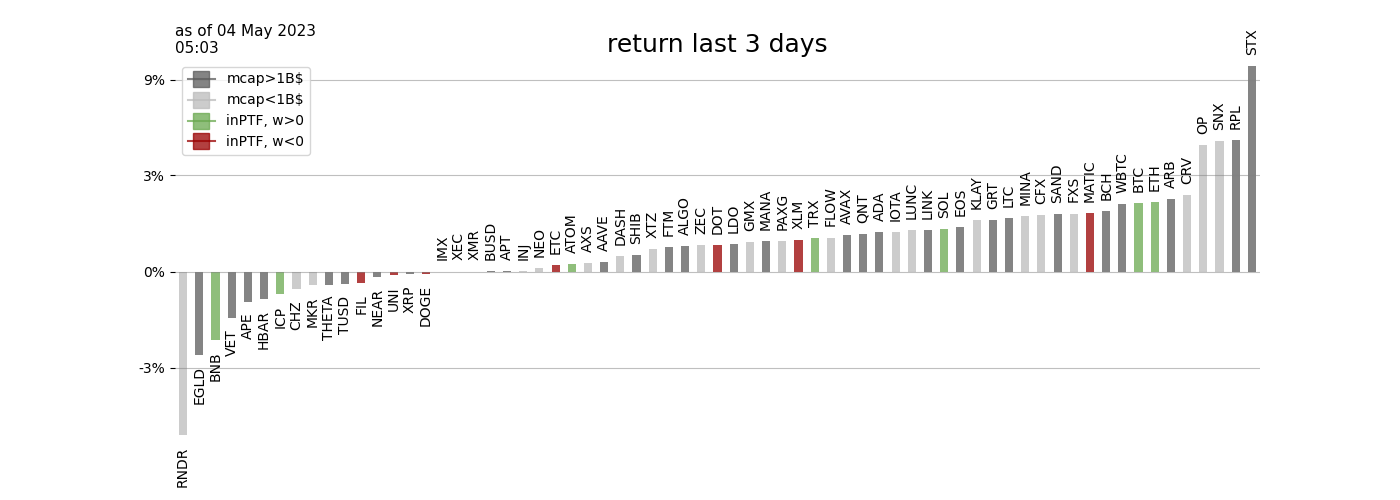 as of 04 May 2023
05:03
return last 3 days
mcap>1B$
mcap<1B$
inPTF, w>0
inPTF, w<0
9%
3%
0%
-3%
RNDR
EGLD
BNB
VET
APE
HBAR
ICP
CHZ
MKR
THETA
TUSD
FIL
NEAR
UNI
XRP
DOGE
IMX
XEC
XMR
BUSD
APT
INJ
NEO
ETC
ATOM
AXS
AAVE
DASH
SHIB
XTZ
FTM
ALGO
ZEC
DOT
LDO
GMX
MANA
PAXG
XLM
TRX
FLOW
AVAX
QNT
ADA
IOTA
LUNC
LINK
SOL
EOS
KLAY
GRT
LTC
MINA
CFX
SAND
FXS
MATIC
BCH
WBTC
BTC
ETH
ARB
CRV
OP
SNX
RPL
STX